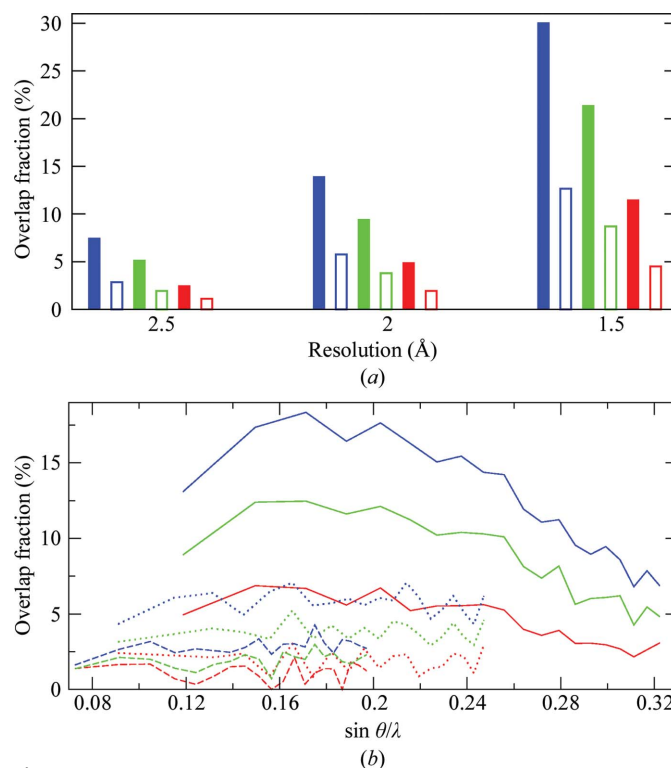 30
25
20
15
10
5
0
Overlap fraction (%)
2.5 2 1.5
Resolution (Å)
(a)
15
10
5
0
Overlap fraction (%)
0.08 0.12 0.16 0.2 0.24 0.28 0.32
sin θ/λ
(b)